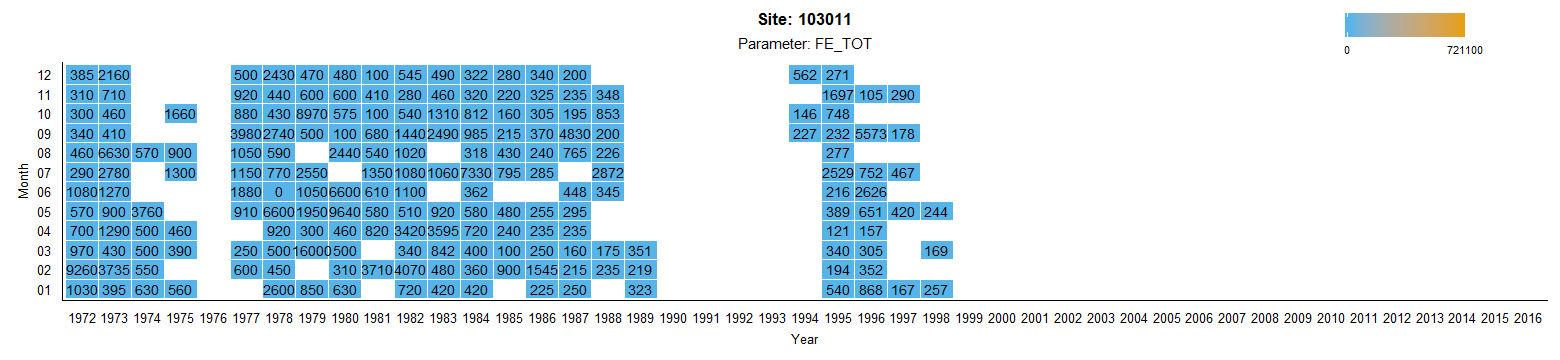 Site: 103011
Parameter: FE_TOT
0 721100
12 385 2160 500 2430 470 480 100 545 490 322 280 340 200 562 271
11 310 710 920 440 600 600 410 280 460 320 220 325 235 348 1697 105 290
10 300 460 1660 880 430 8970 575 100 540 1310 812 160 305 195 853 146 748
09 340 410 3980 2740 500 100 680 1440 2490 985 215 370 4830 200 227 232 5573 178
08 460 6630 570 900 1050 590 2440 540 1020 318 430 240 765 226 277
07 290 2780 1300 1150 770 2550 1350 1080 1060 7330 795 285 2872 2529 752 467
06 1080 1270 1880 0 1050 6600 610 1100 362 448 345 216 2626
05 570 900 3760 910 6600 1950 9640 580 510 920 580 480 255 295 389 651 420 244
04 700 1290 500 460 920 300 460 820 3420 3595 720 240 235 235 121 157
03 970 430 500 390 250 500 16000 500 340 842 400 100 250 160 175 351 340 305 169
02 9260 3735 550 600 450 310 3710 4070 480 360 900 1545 215 235 219 194 352
01 1030 395 630 560 2600 850 630 720 420 420 225 250 323 540 868 167 257
Month
1972 1973 1974 1975 1976 1977 1978 1979 1980 1981 1982 1983 1984 1985 1986 1987 1988 1989 1990 1991 1992 1993 1994 1995 1996 1997 1998 1999 2000 2001 2002 2003 2004 2005 2006 2007 2008 2009 2010 2011 2012 2013 2014 2015 2016
Year